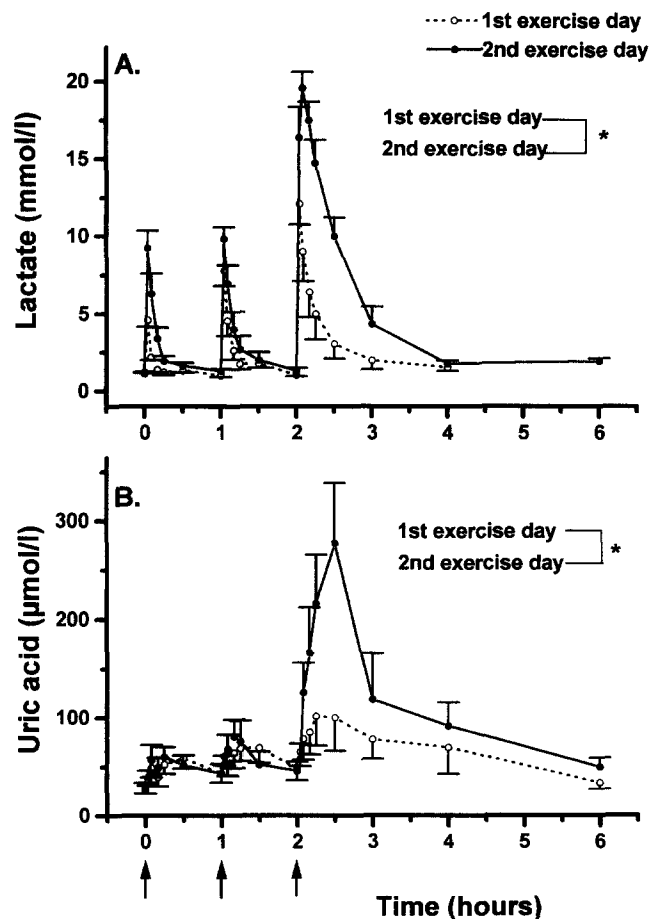 1st exercise day
2nd exercise day
A.
Lactate (mmol/l)
20
15
10
5
0
1st exercise day
2nd exercise day
*
0 1 2 3 4 5 6
B.
Uric acid (µmol/l)
300
200
100
0
1st exercise day
2nd exercise day
*
0 1 2 3 4 5 6
Time (hours)